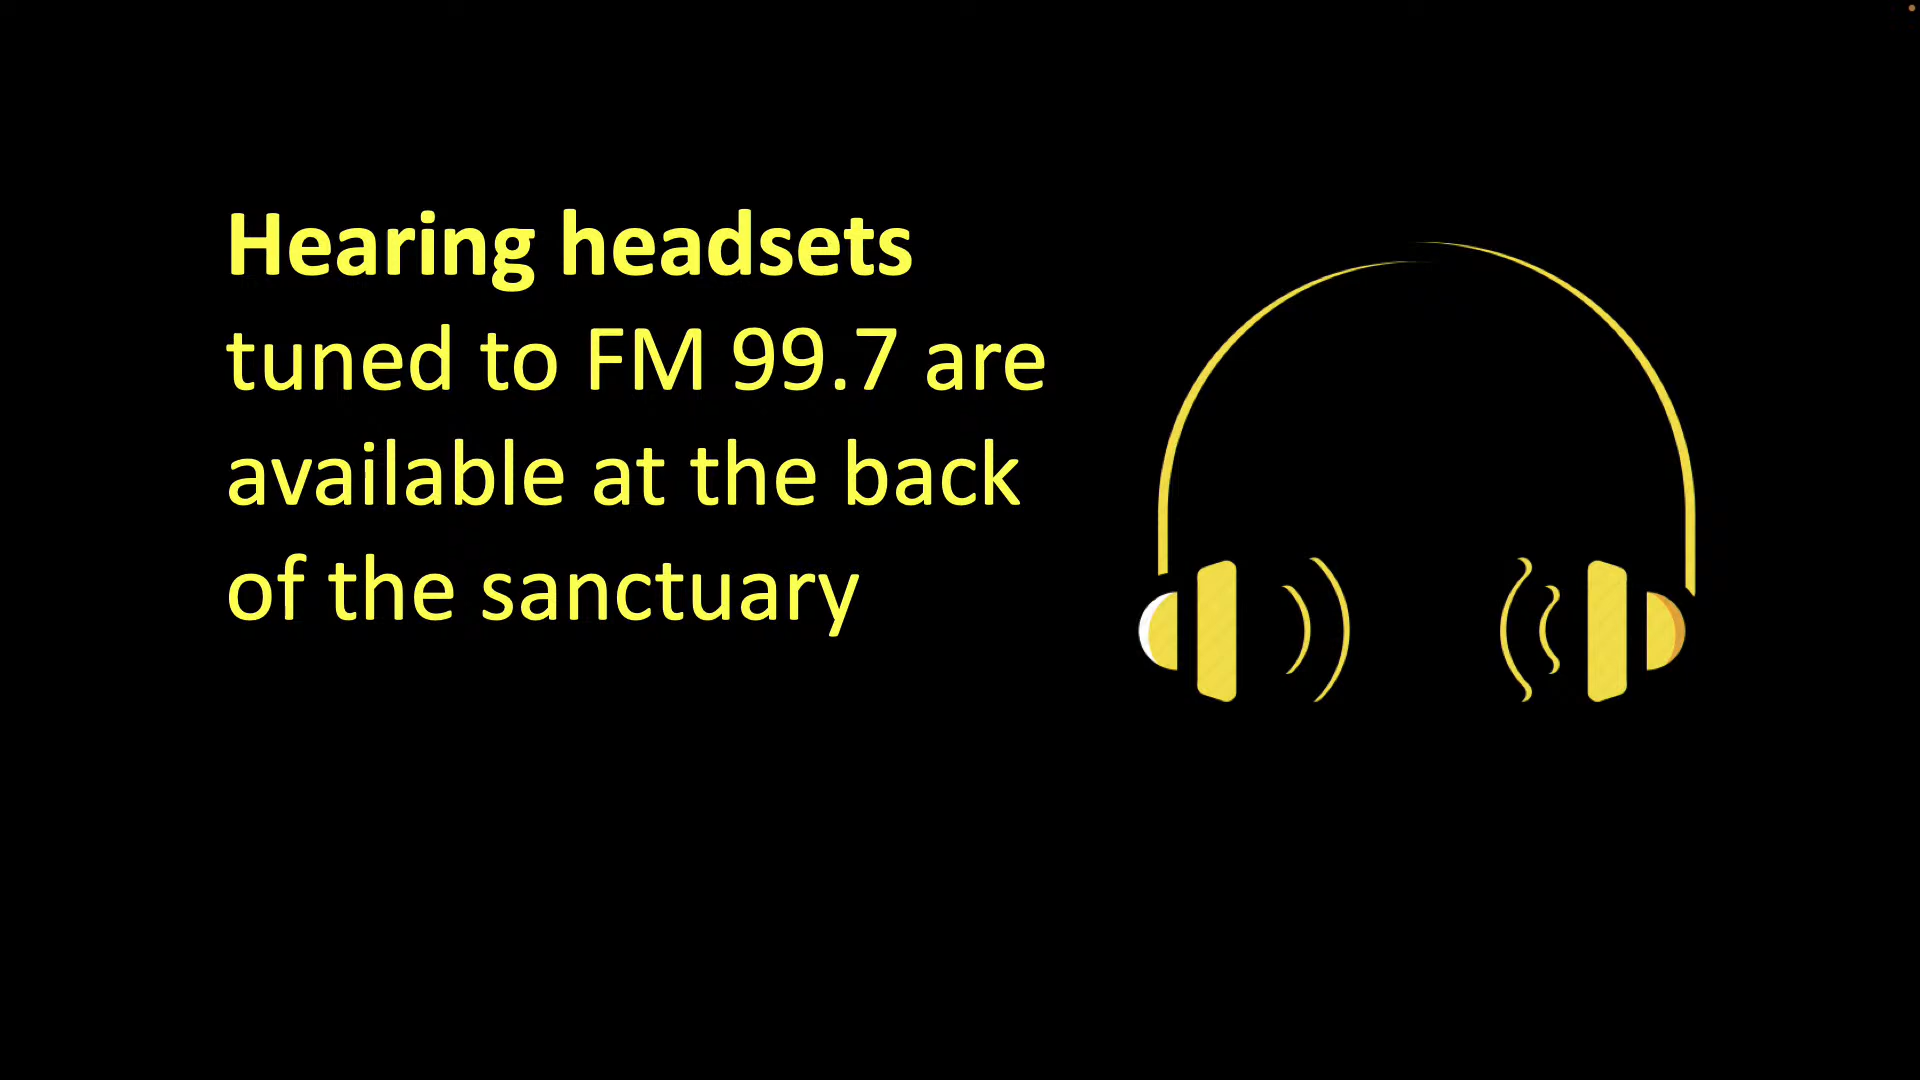 Hearing headsets
tuned to FM 99.7 are
available at the back
of the sanctuary